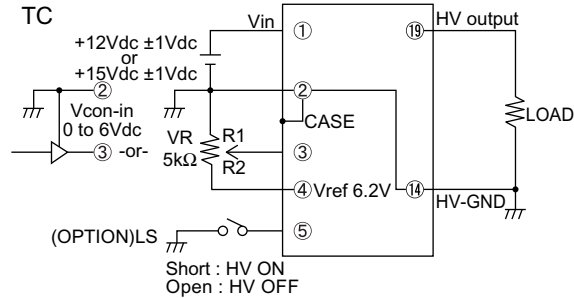 TC
+12Vdc ±1Vdc
or
+15Vdc ±1Vdc
Vin
①
⑲
HV output
②
Vcon-in
0 to 6Vdc
③ -or-
②
CASE
LOAD
VR
5kΩ
R1
R2
③
④ Vref 6.2V
⑭
HV-GND
(OPTION)LS
⑤
Short : HV ON
Open : HV OFF